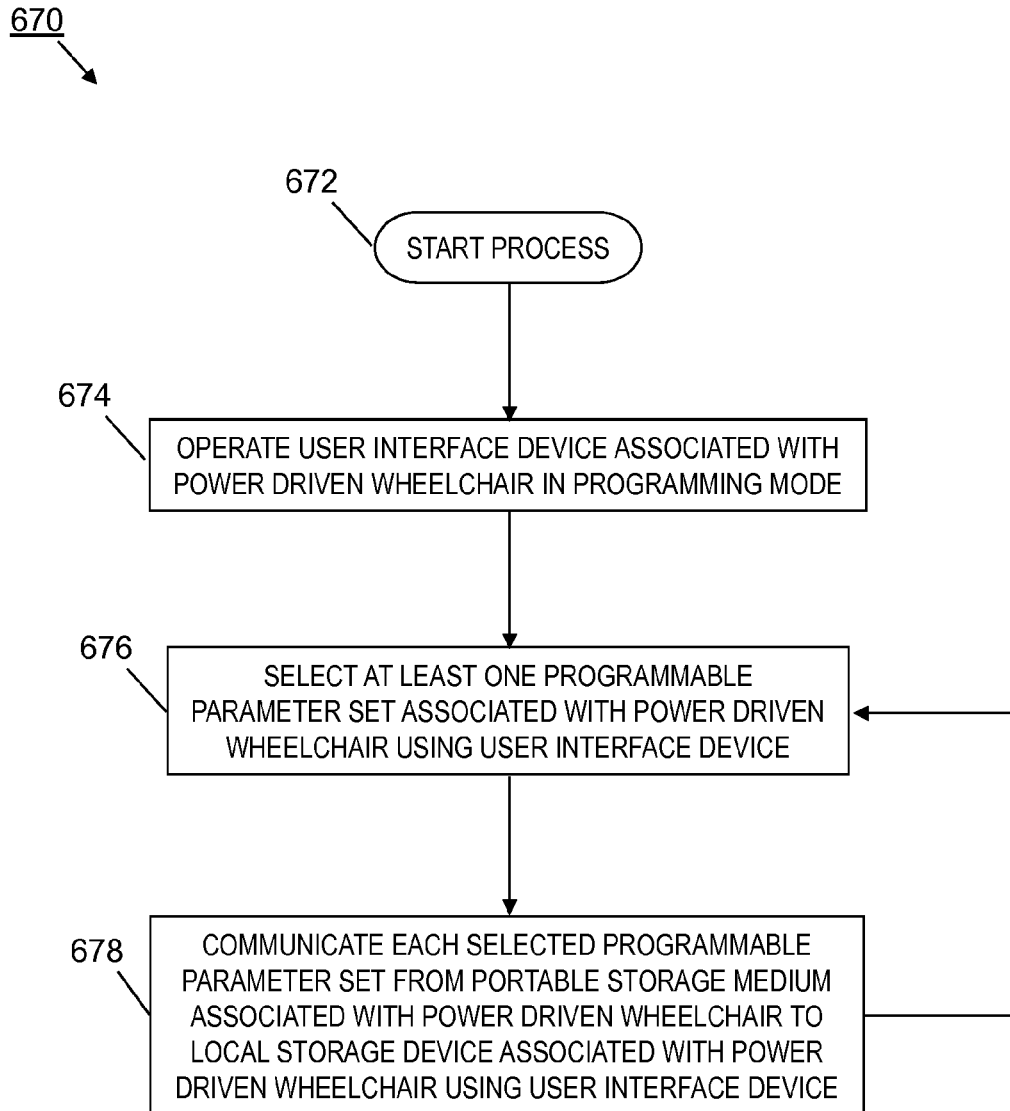 670
672
START PROCESS
674
OPERATE USER INTERFACE DEVICE ASSOCIATED WITH
POWER DRIVEN WHEELCHAIR IN PROGRAMMING MODE
676
SELECT AT LEAST ONE PROGRAMMABLE
PARAMETER SET ASSOCIATED WITH POWER DRIVEN
WHEELCHAIR USING USER INTERFACE DEVICE
678
COMMUNICATE EACH SELECTED PROGRAMMABLE
PARAMETER SET FROM PORTABLE STORAGE MEDIUM
ASSOCIATED WITH POWER DRIVEN WHEELCHAIR TO
LOCAL STORAGE DEVICE ASSOCIATED WITH POWER
DRIVEN WHEELCHAIR USING USER INTERFACE DEVICE